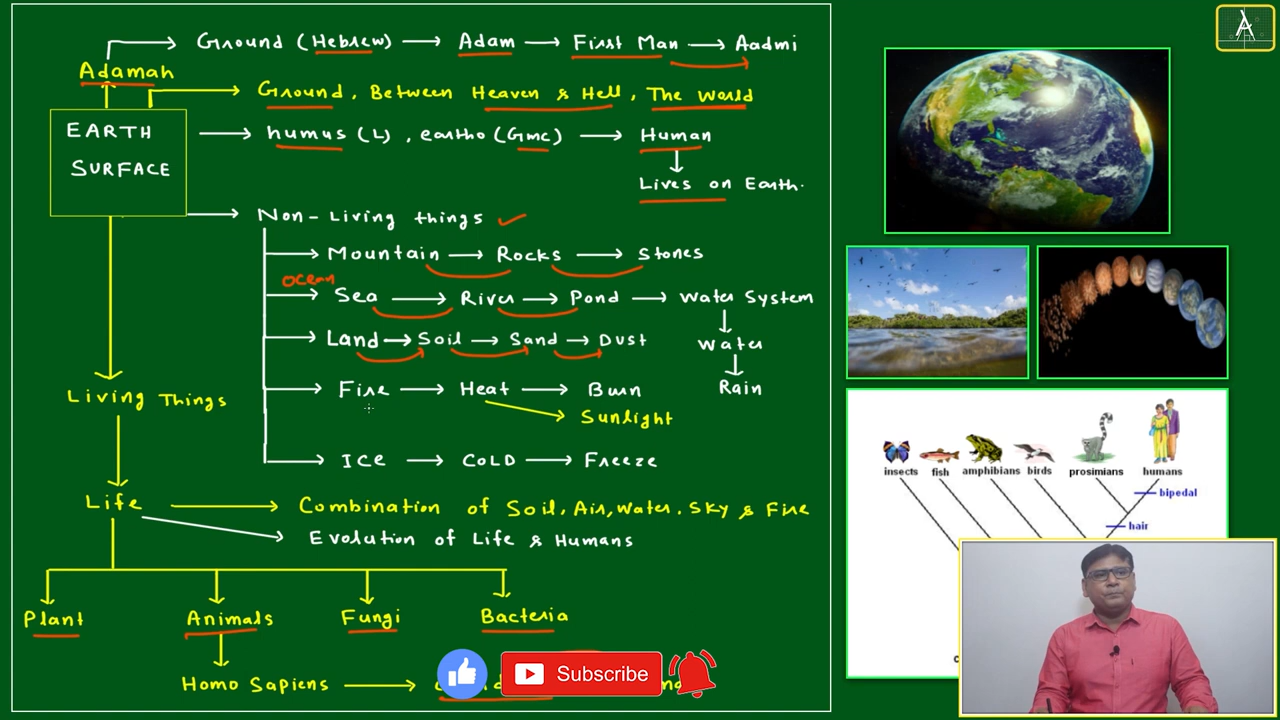 Ground (Hebrew) → Adam → First Man → Aadmi
Adamah
Ground, Between Heaven & Hell, The World
EARTH
SURFACE
humus (L), eartho (Gmc) → Human
Lives on Earth.
Non-Living things ✓
Mountain → Rocks → Stones
ocean
Sea → River → Pond → Water System
Land → Soil → Sand → Dust
Water
Fire → Heat → Burn
Rain
Sunlight
Living Things
ICe → COLD → Freeze
Life → Combination of Soil, Air, Water, Sky & Fire
Evolution of Life & Humans
Plant Animals Fungi Bacteria
Homo Sapiens →
Subscribe
insects fish amphibians birds prosimians humans
bipedal
hair